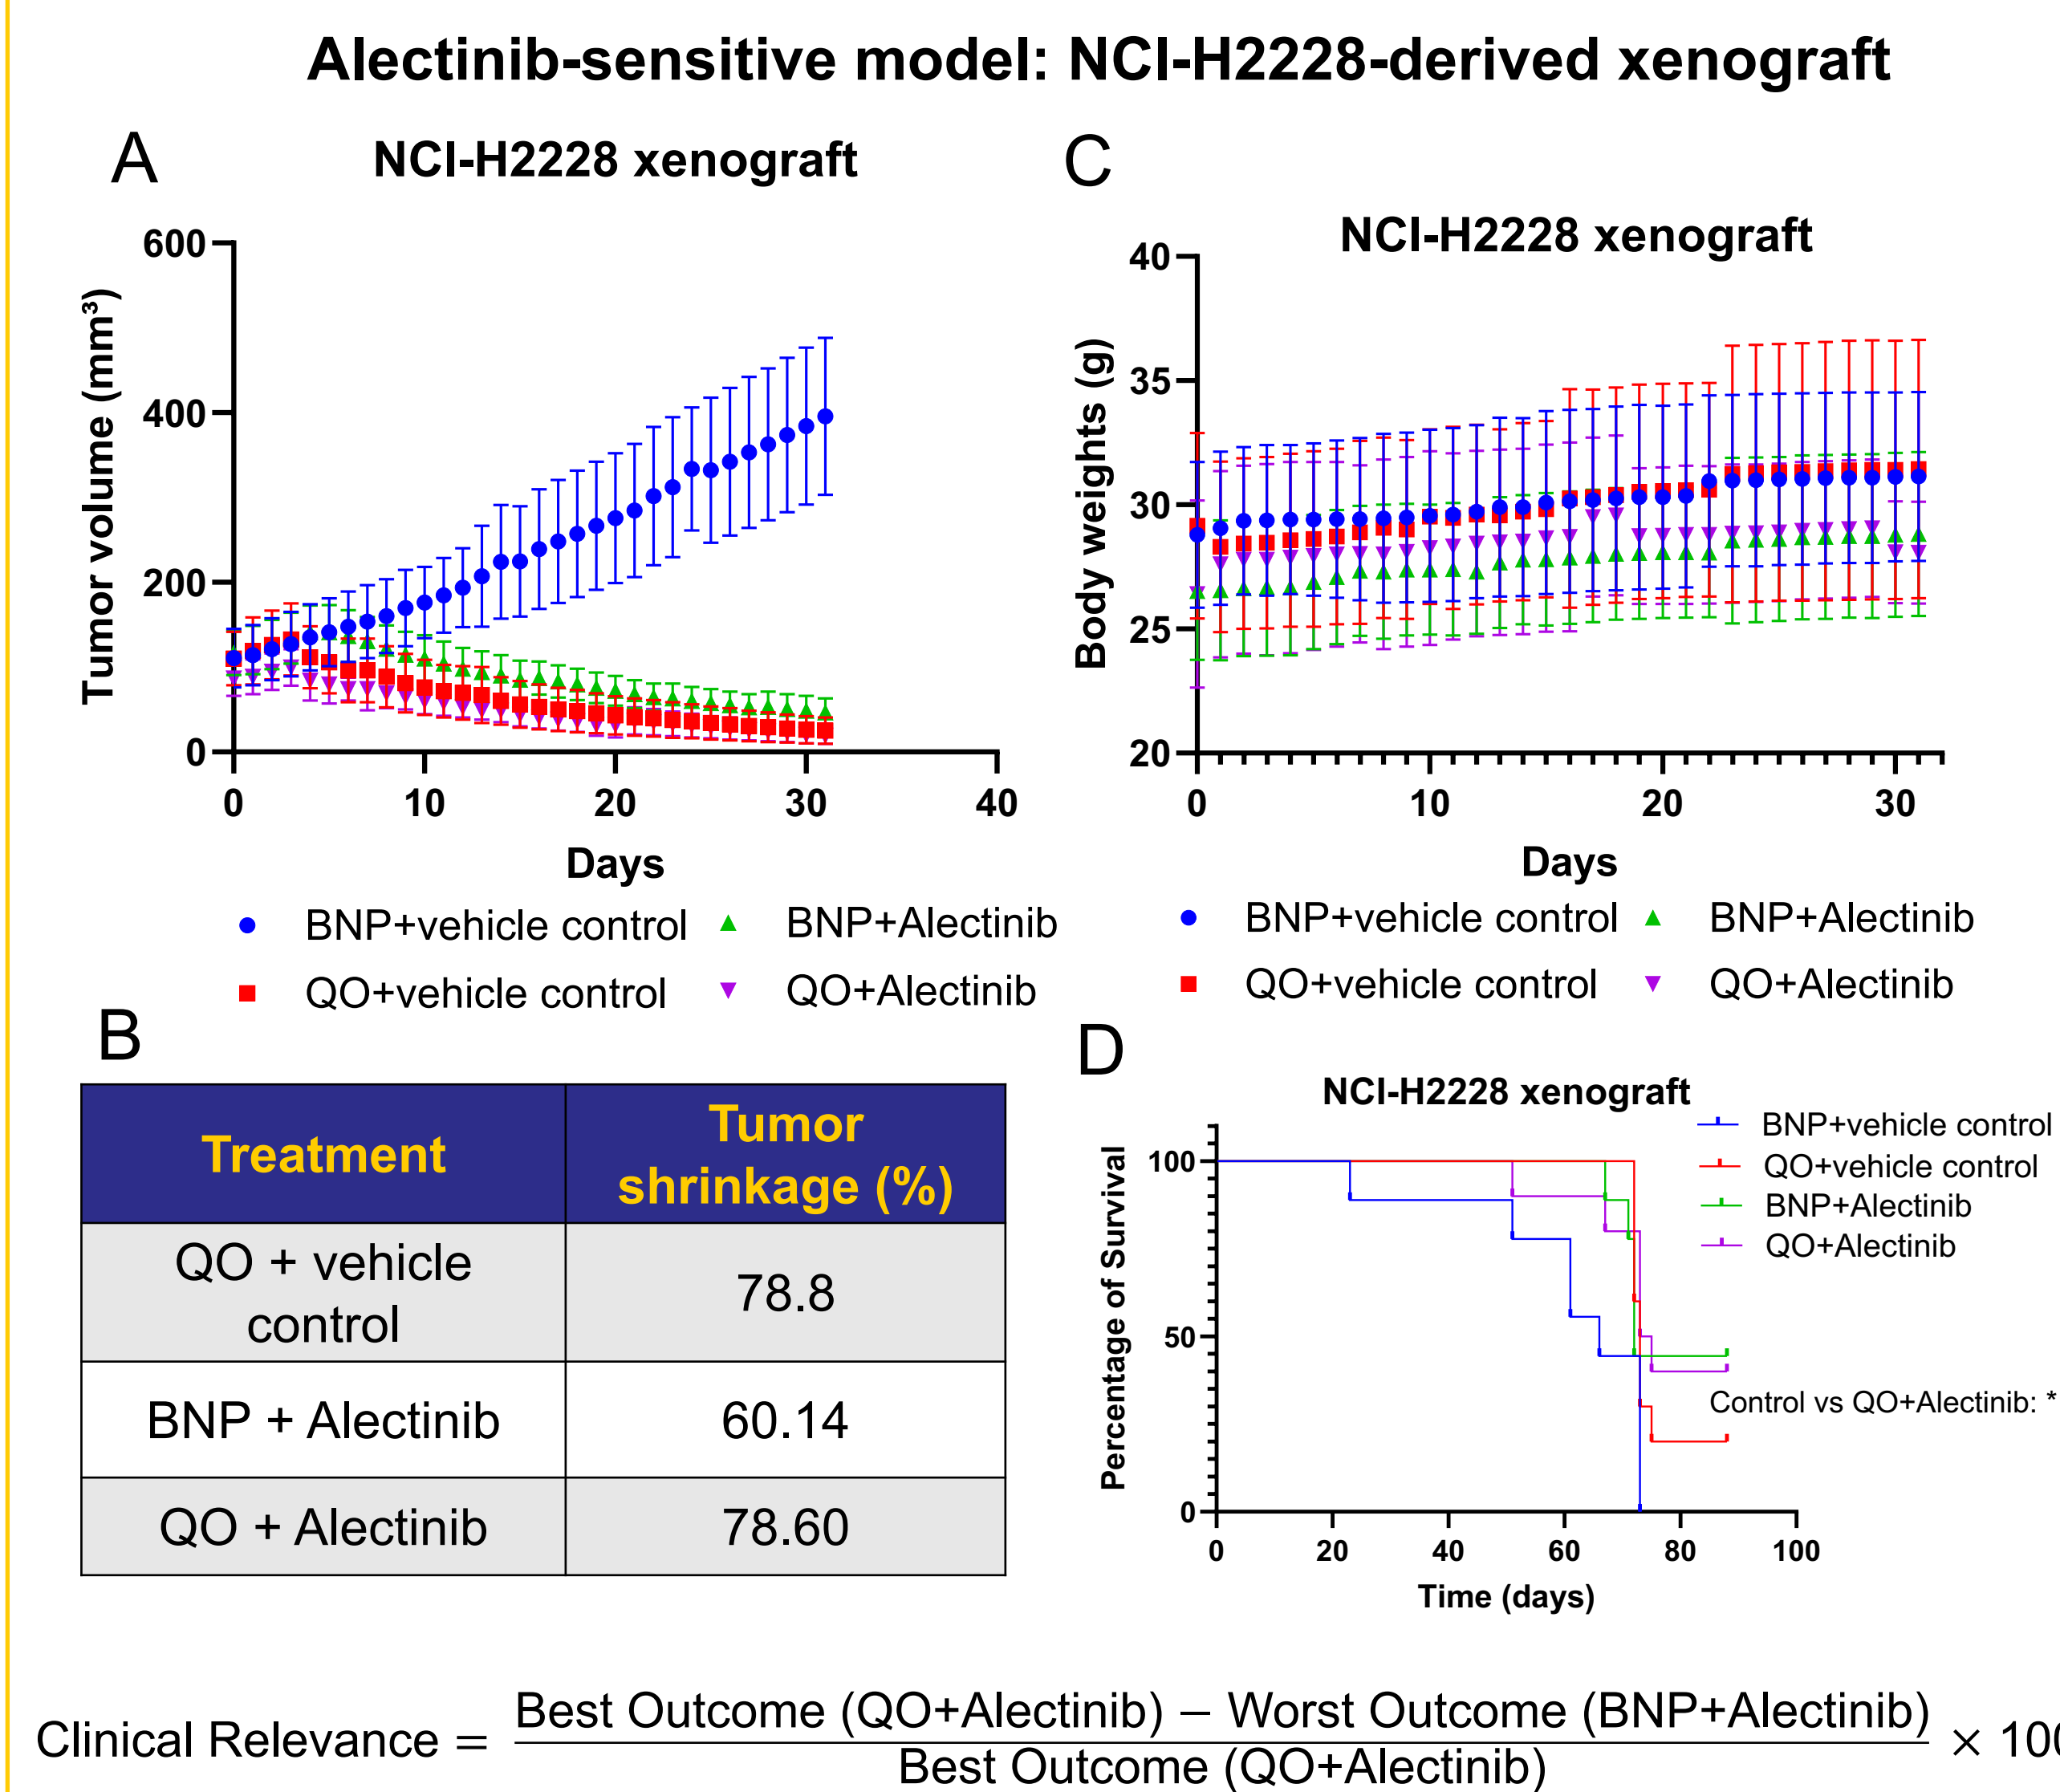 Alectinib-sensitive model: NCI-H2228-derived xenograft
A
NCI-H2228 xenograft
600
400
200
0
Tumor volume (mm³)
0 10 20 30 40
Days
BNP+vehicle control
BNP+Alectinib
QO+vehicle control
QO+Alectinib
C
NCI-H2228 xenograft
40
35
30
25
20
Body weights (g)
0 10 20 30
Days
BNP+vehicle control
BNP+Alectinib
QO+vehicle control
QO+Alectinib
B
Treatment
Tumor
shrinkage (%)
QO + vehicle
control
78.8
BNP + Alectinib
60.14
QO + Alectinib
78.60
D
NCI-H2228 xenograft
BNP+vehicle control
QO+vehicle control
BNP+Alectinib
QO+Alectinib
100
50
0
Percentage of Survival
Control vs QO+Alectinib: *
0 20 40 60 80 100
Time (days)
Best Outcome (QO+Alectinib) − Worst Outcome (BNP+Alectinib)
Clinical Relevance = × 100
Best Outcome (QO+Alectinib)